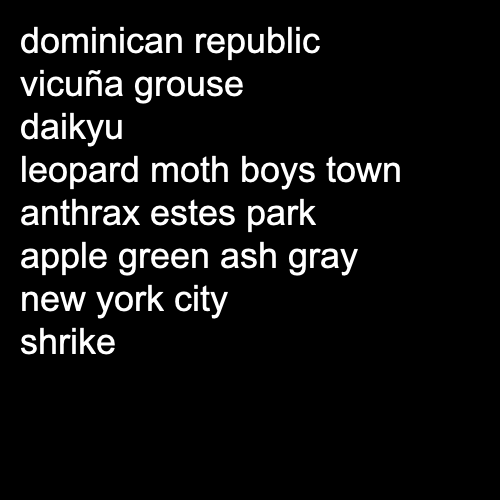 dominican republic
vicuña grouse
daikyu
leopard moth boys town
anthrax estes park
apple green ash gray
new york city
shrike